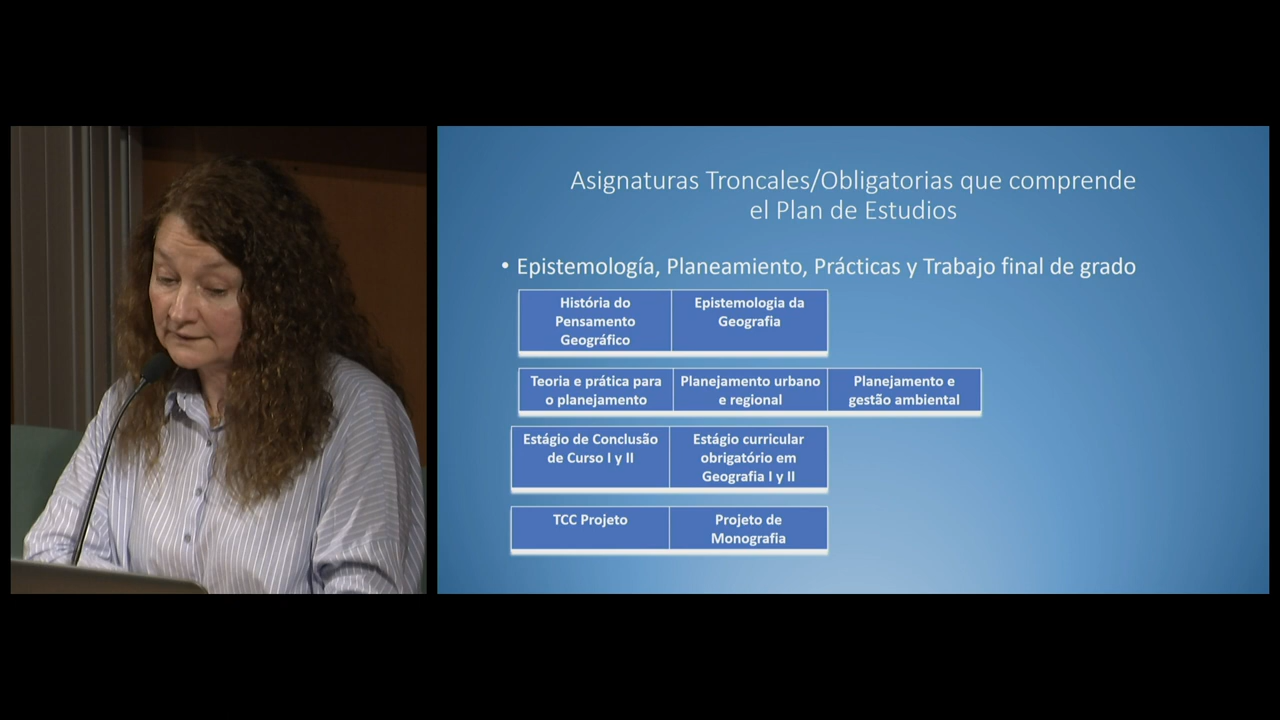 Asignaturas Troncales/Obligatorias que comprende
el Plan de Estudios
• Epistemología, Planeamiento, Prácticas y Trabajo final de grado
História do
Pensamento
Geográfico
Epistemologia da
Geografia
Teoria e prática para
o planejamento
Planejamento urbano
e regional
Planejamento e
gestão ambiental
Estágio de Conclusão
de Curso I y II
Estágio curricular
obrigatório em
Geografia I y II
TCC Projeto
Projeto de
Monografia